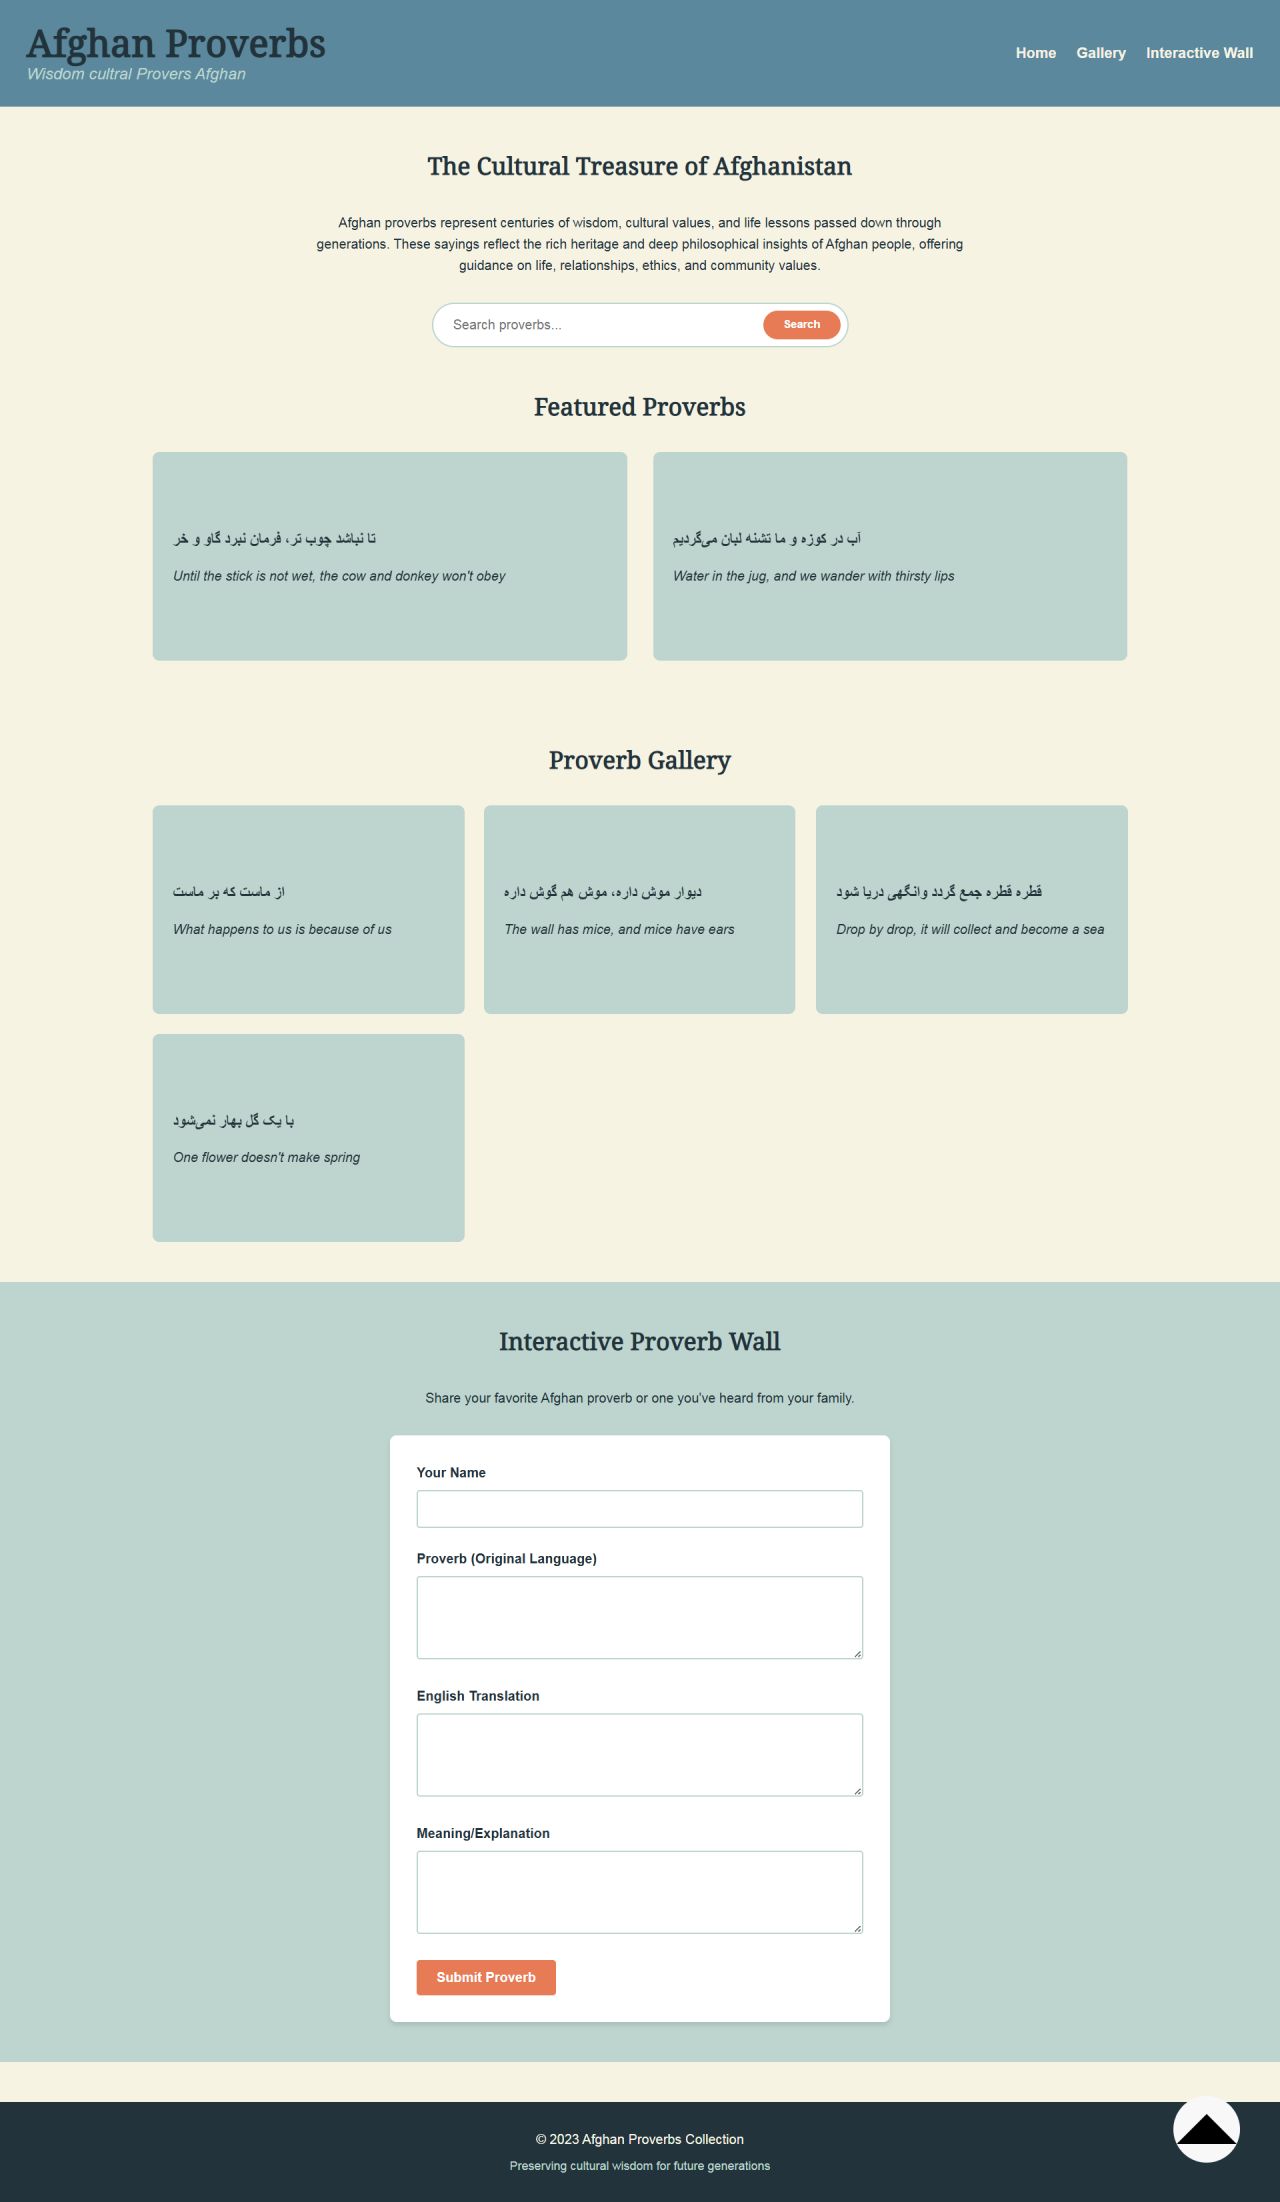 Afghan Proverbs
Wisdom cultral Provers Afghan
Home Gallery Interactive Wall
The Cultural Treasure of Afghanistan
Afghan proverbs represent centuries of wisdom, cultural values, and life lessons passed down through
generations. These sayings reflect the rich heritage and deep philosophical insights of Afghan people, offering
guidance on life, relationships, ethics, and community values.
Search proverbs...
Search
Featured Proverbs
تا نباشد چوب تر، فرمان نبرد گاو و خر
Until the stick is not wet, the cow and donkey won't obey
آب در کوزه و ما تشنه لبان می‌گردیم
Water in the jug, and we wander with thirsty lips
Proverb Gallery
از ماست که بر ماست
What happens to us is because of us
دیوار موش داره، موش هم گوش داره
The wall has mice, and mice have ears
قطره قطره جمع گردد وانگهی دریا شود
Drop by drop, it will collect and become a sea
با یک گل بهار نمی‌شود
One flower doesn't make spring
Interactive Proverb Wall
Share your favorite Afghan proverb or one you've heard from your family.
Your Name
Proverb (Original Language)
English Translation
Meaning/Explanation
Submit Proverb
© 2023 Afghan Proverbs Collection
Preserving cultural wisdom for future generations